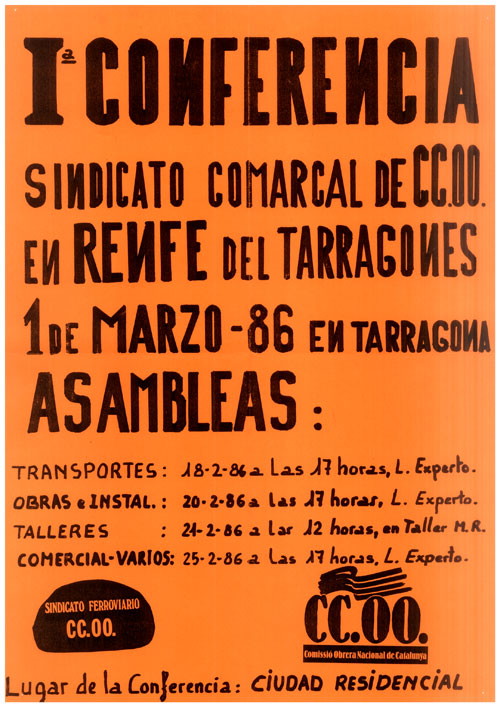 1ª CONFERENCIA
SINDICATO COMARCAL DE CC.OO.
EN RENFE DEL TARRAGONES
1 DE MARZO-86 EN TARRAGONA
ASAMBLEAS:
TRANSPORTES: 18-2-86 a Las 17 horas, L. Experto.
OBRAS e INSTAL.: 20-2-86 a las 17 horas, L. Experto.
TALLERES : 21-2-86 a las 12 horas, en Taller M.R.
COMERCIAL-VARIOS: 25-2-86 a Las 17 horas, L. Experto.
SINDICATO FERROVIARIO
CC.OO.
CC.OO.
Comissió Obrera Nacional de Catalunya
Lugar de la Conferencia: CIUDAD RESIDENCIAL